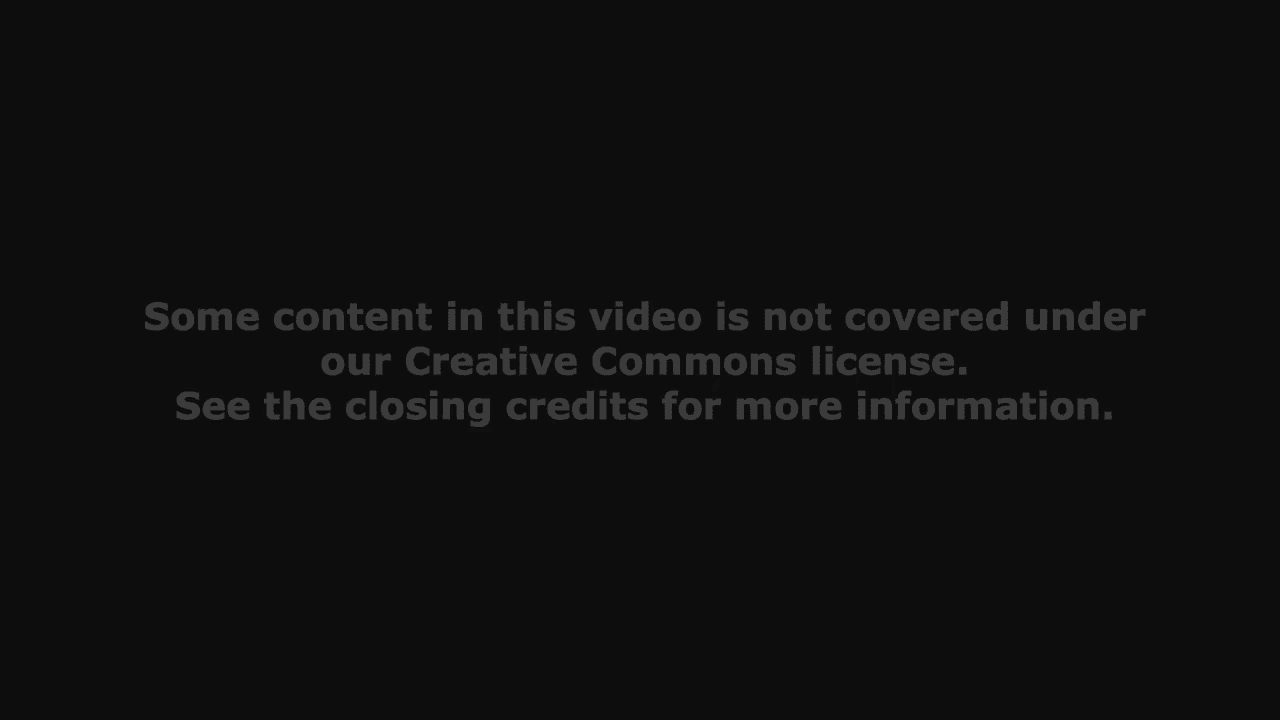 Some content in this video is not covered under
our Creative Commons license.
See the closing credits for more information.